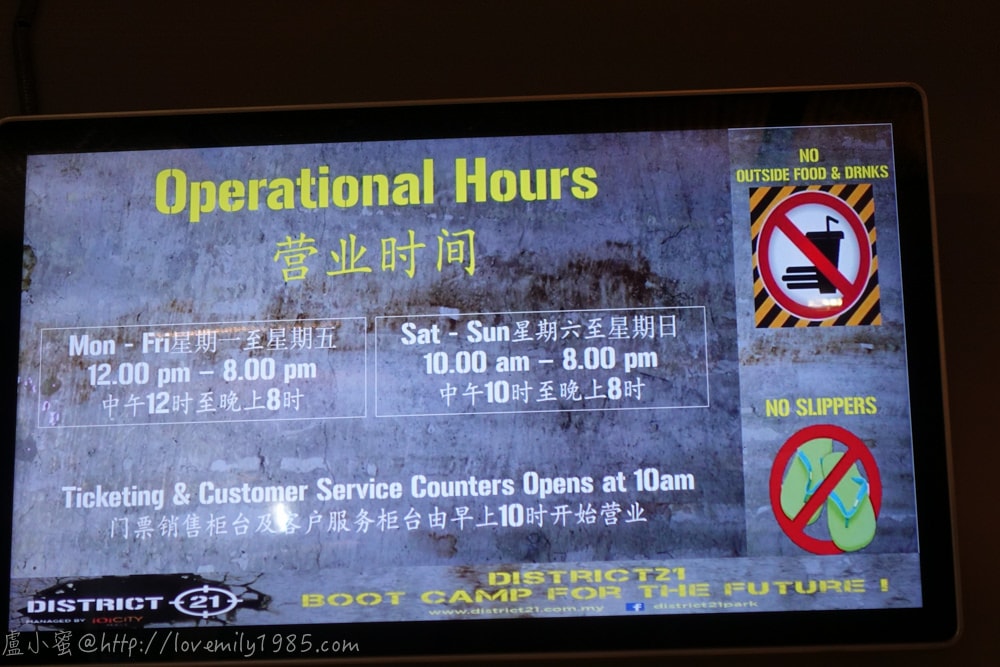 Operational Hours
营业时间
Mon - Fri星期一至星期五
12.00 pm – 8.00 pm
中午12时至晚上8时
Sat - Sun星期六至星期日
10.00 am – 8.00 pm
中午10时至晚上8时
Ticketing & Customer Service Counters Opens at 10am
门票销售柜台及客户服务柜台由早上10时开始营业
NO
OUTSIDE FOOD & DRNKS
NO SLIPPERS
DISTRICT 21
MANAGED BY IOICITY
DISTRICT21
BOOT CAMP FOR THE FUTURE !
www.district21.com.my f district21park
盧小蜜@http://lovemily1985.com